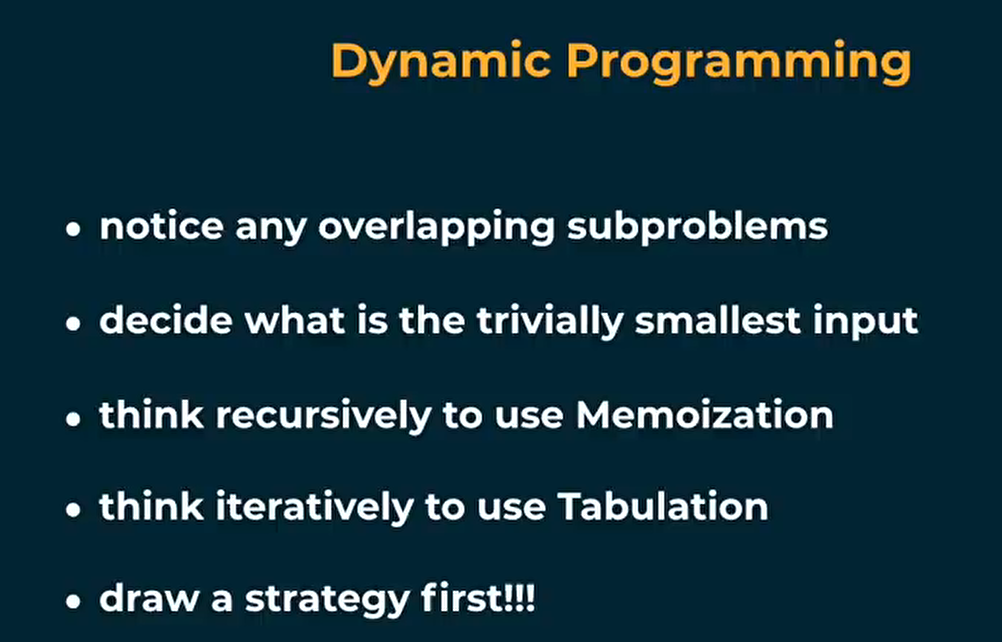 Dynamic Programming
• notice any overlapping subproblems
• decide what is the trivially smallest input
• think recursively to use Memoization
• think iteratively to use Tabulation
• draw a strategy first!!!